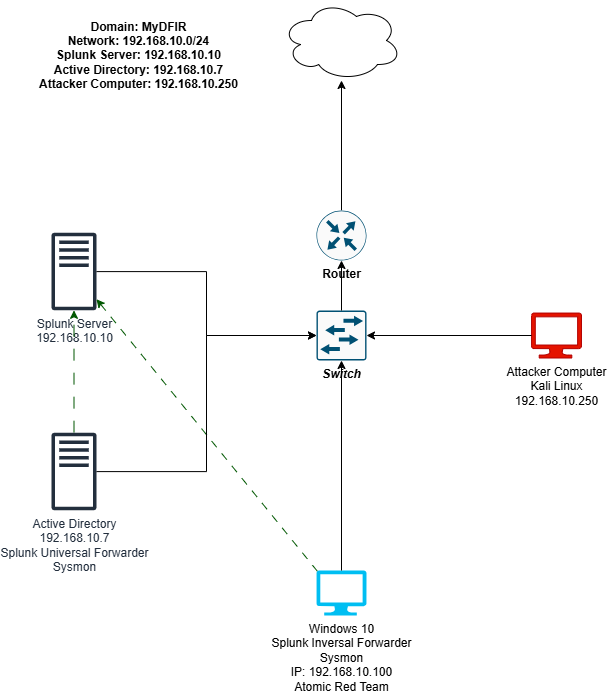 Domain: MyDFIR
Network: 192.168.10.0/24
Splunk Server: 192.168.10.10
Active Directory: 192.168.10.7
Attacker Computer: 192.168.10.250
Router
Splunk Server
192.168.10.10
Switch
Attacker Computer
Kali Linux
192.168.10.250
Active Directory
192.168.10.7
Splunk Universal Forwarder
Sysmon
Windows 10
Splunk Inversal Forwarder
Sysmon
IP: 192.168.10.100
Atomic Red Team